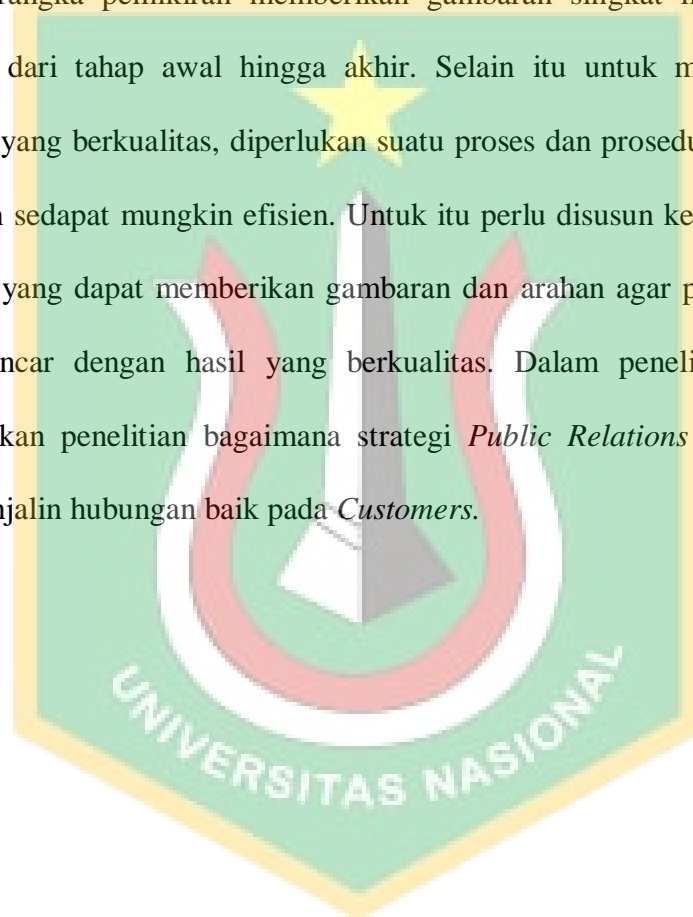 pemikiran memberikan gambaran singkat
dari tahap awal hingga akhir. Selain itu untuk
yang berkualitas, diperlukan suatu proses dan
sedapat mungkin efisien. Untuk itu perlu disusun
yang dapat memberikan gambaran dan arahan agar
dengan hasil yang berkualitas. Dalam
penelitian bagaimana strategi Public Relations
hubungan baik pada Customers.
UNIVERSITAS NASIONAL